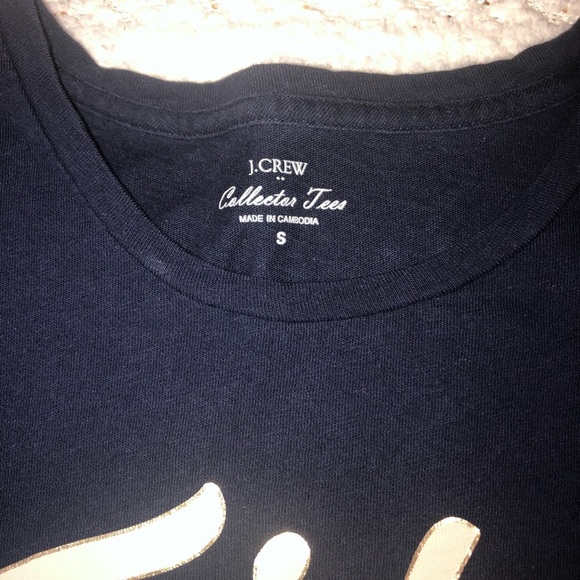 J.CREW
Collector Tees
MADE IN CAMBODIA
S